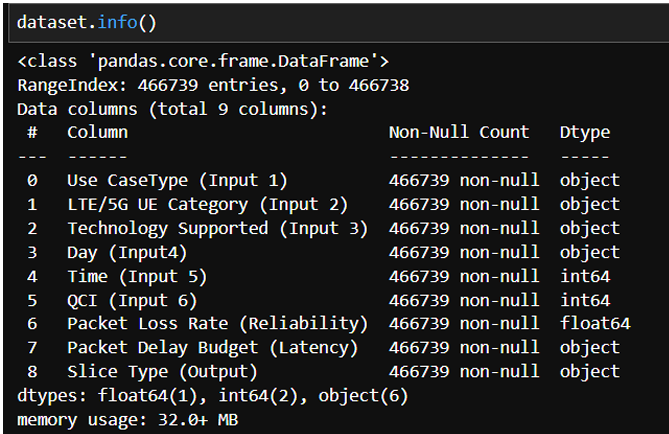 dataset.info()
<class 'pandas.core.frame.DataFrame'>
RangeIndex: 466739 entries, 0 to 466738
Data columns (total 9 columns):
 #   Column                              Non-Null Count   Dtype
---  ------                              --------------   -----
 0   Use CaseType (Input 1)              466739 non-null  object
 1   LTE/5G UE Category (Input 2)        466739 non-null  object
 2   Technology Supported (Input 3)      466739 non-null  object
 3   Day (Input4)                        466739 non-null  object
 4   Time (Input 5)                      466739 non-null  int64
 5   QCI (Input 6)                       466739 non-null  int64
 6   Packet Loss Rate (Reliability)      466739 non-null  float64
 7   Packet Delay Budget (Latency)       466739 non-null  object
 8   Slice Type (Output)                 466739 non-null  object
dtypes: float64(1), int64(2), object(6)
memory usage: 32.0+ MB